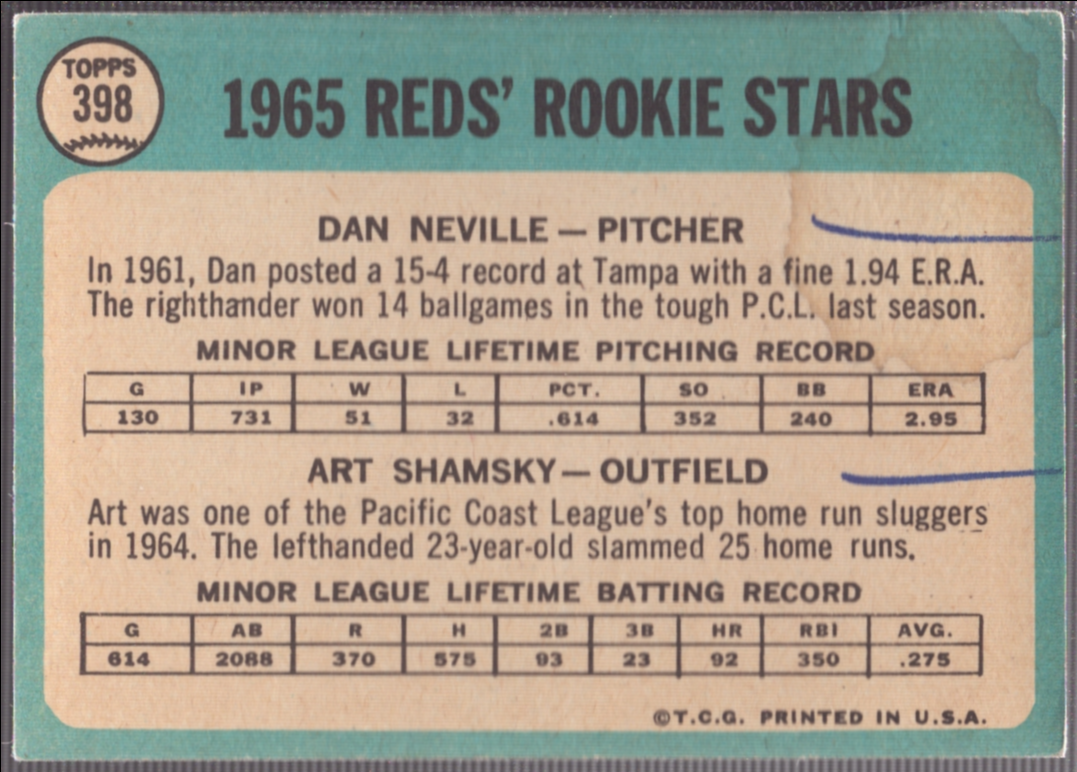 TOPPS
398
1965 REDS' ROOKIE STARS
DAN NEVILLE — PITCHER
In 1961, Dan posted a 15-4 record at Tampa with a fine 1.94 E.R.A.
The righthander won 14 ballgames in the tough P.C.L. last season.
MINOR LEAGUE LIFETIME PITCHING RECORD
G IP W L PCT. SO BB ERA
130 731 51 32 .614 352 240 2.95
ART SHAMSKY — OUTFIELD
Art was one of the Pacific Coast League's top home run sluggers
in 1964. The lefthanded 23-year-old slammed 25 home runs.
MINOR LEAGUE LIFETIME BATTING RECORD
G AB R H 2B 3B HR RBI AVG.
614 2088 370 575 93 23 92 350 .275
©T.C.G. PRINTED IN U.S.A.